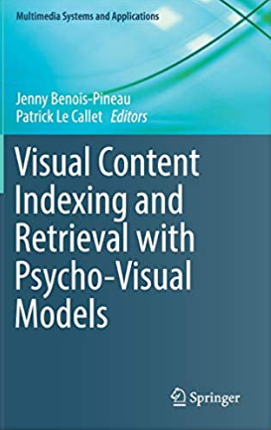 Multimedia Systems and Applications
Jenny Benois-Pineau
Patrick Le Callet Editors
Visual Content
Indexing and
Retrieval with
Psycho-Visual
Models
Springer